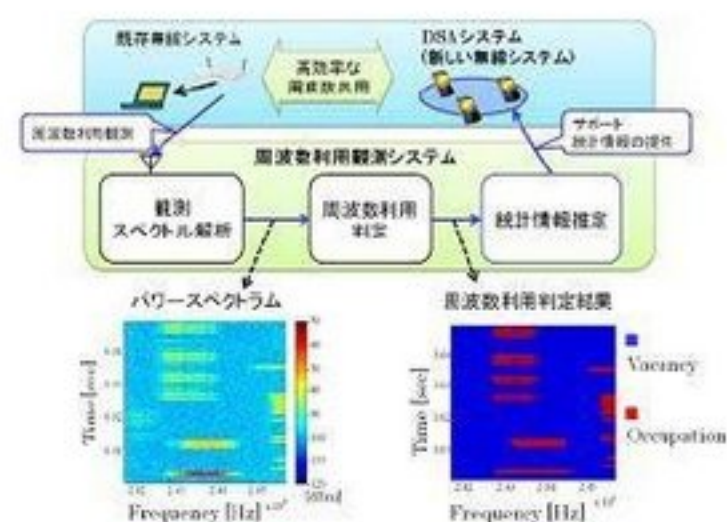 既存無線システム
DSAシステム
(新しい無線システム)
高効率な
周波数共用
周波数利用観測
サポート
統計情報の提供
周波数利用観測システム
観測
スペクトル解析
周波数利用
判定
統計情報推定
パワースペクトラム
周波数利用判定結果
Time [sec]
Frequency [Hz]
Time [sec]
Frequency [Hz]
Vacancy
Occupation